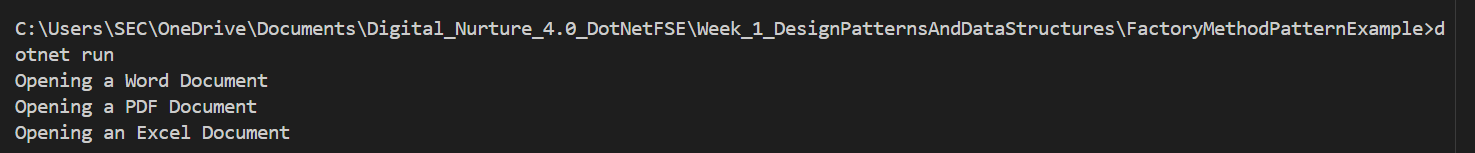 C:\Users\SEC\OneDrive\Documents\Digital_Nurture_4.0_DotNetFSE\Week_1_DesignPatternsAndDataStructures\FactoryMethodPatternExample>d
otnet run
Opening a Word Document
Opening a PDF Document
Opening an Excel Document